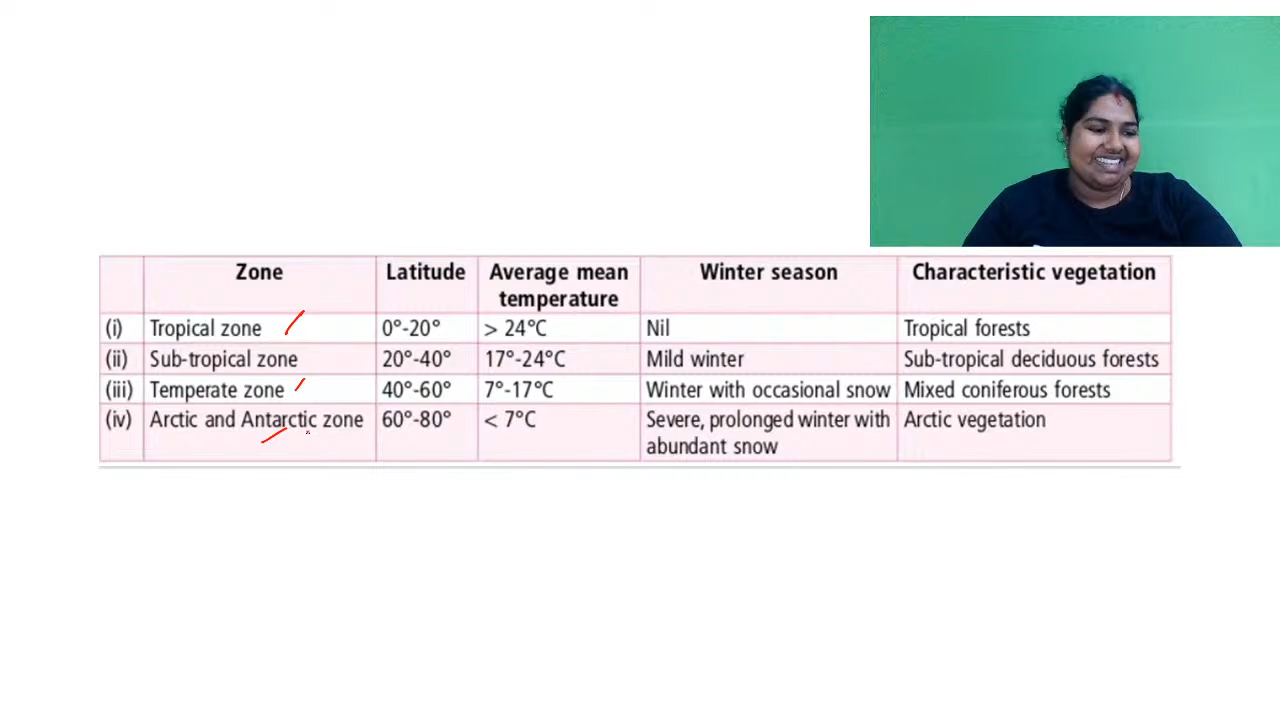 Zone Latitude Average mean temperature Winter season Characteristic vegetation
(i) Tropical zone 0°-20° > 24°C Nil Tropical forests
(ii) Sub-tropical zone 20°-40° 17°-24°C Mild winter Sub-tropical deciduous forests
(iii) Temperate zone 40°-60° 7°-17°C Winter with occasional snow Mixed coniferous forests
(iv) Arctic and Antarctic zone 60°-80° < 7°C Severe, prolonged winter with abundant snow Arctic vegetation